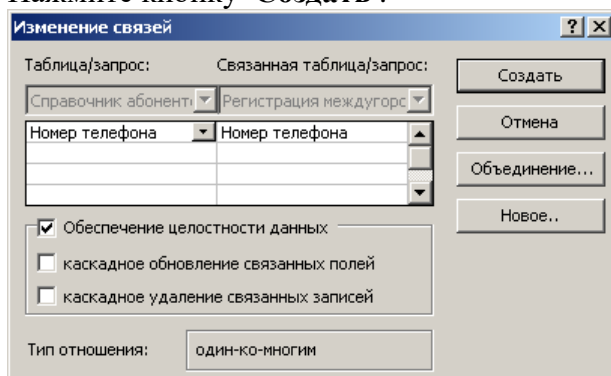 Изменение связей
Таблица/запрос: Связанная таблица/запрос:
Справочник абонент Регистрация междугорс
Номер телефона Номер телефона
Обеспечение целостности данных
каскадное обновление связанных полей
каскадное удаление связанных записей
Тип отношения: один-ко-многим
Создать
Отмена
Объединение...
Новое..